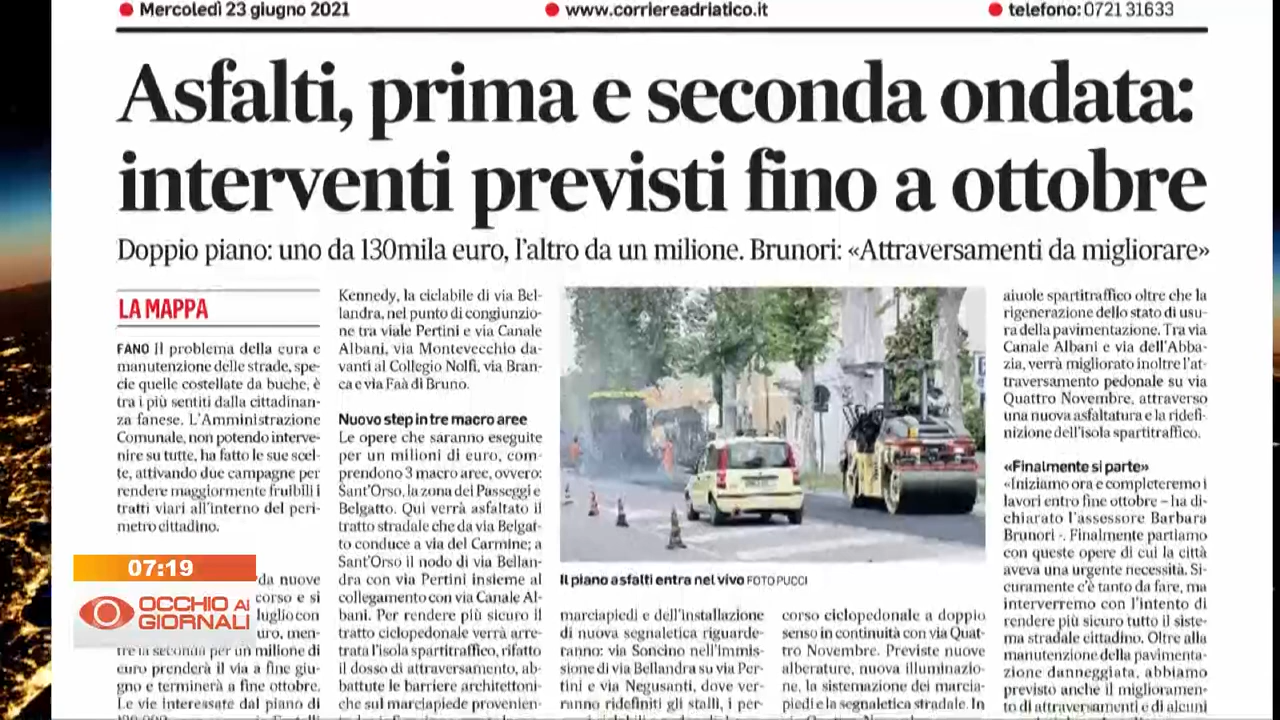 Mercoledì 23 giugno 2021
www.corriereadriatico.it
telefono: 0721 31633
Asfalti, prima e seconda ondata:
interventi previsti fino a ottobre
Doppio piano: uno da 130mila euro, l'altro da un milione. Brunori: «Attraversamenti da migliorare»
LA MAPPA
FANO Il problema della cura e
manutenzione delle strade, spe-
cie quelle costellate da buche, è
tra i più sentiti dalla cittadinan-
za fanese. L'Amministrazione
Comunale, non potendo interve-
nire su tutte, ha fatto le sue scel-
te, attivando due campagne per
rendere maggiormente fruibili i
tratti viari all'interno del peri-
metro cittadino.
da nuove
corso e si
luglio con
uro, men-
tre la seconda per un milione di
euro prenderà il via a fine giu-
gno e terminerà a fine ottobre.
Le vie interessate dal piano di
Kennedy, la ciclabile di via Bel-
landra, nel punto di congiunzio-
ne tra viale Pertini e via Canale
Albani, via Montevecchio da-
vanti al Collegio Nolfi, via Bran-
ca e via Faà di Bruno.
Nuovo step in tre macro aree
Le opere che saranno eseguite
per un milioni di euro, com-
prendono 3 macro aree, ovvero:
Sant'Orso, la zona dei Passeggi e
Belgatto. Qui verrà asfaltato il
tratto stradale che da via Belgat-
to conduce a via del Carmine; a
Sant'Orso il nodo di via Bellan-
dra con via Pertini insieme al
collegamento con via Canale Al-
bani. Per rendere più sicuro il
tratto ciclopedonale verrà arre-
trata l'isola spartitraffico, rifatto
il dosso di attraversamento, ab-
battute le barriere architettoni-
che sul marciapiede provenien-
Il piano asfalti entra nel vivo FOTO PUCCI
marciapiedi e dell'installazione
di nuova segnaletica riguarde-
ranno: via Soncino nell'immis-
sione di via Bellandra su via Per-
tini e via Negusanti, dove ver-
ranno ridefiniti gli stalli, i per-
corso ciclopedonale a doppio
senso in continuità con via Quat-
tro Novembre. Previste nuove
alberature, nuova illuminazio-
ne, la sistemazione dei marcia-
piedi e la segnaletica stradale. In
aiuole spartitraffico oltre che la
rigenerazione dello stato di usu-
ra della pavimentazione. Tra via
Canale Albani e via dell'Abba-
zia, verrà migliorato inoltre l'at-
traversamento pedonale su via
Quattro Novembre, attraverso
una nuova asfaltatura e la ridefi-
nizione dell'isola spartitraffico.
«Finalmente si parte»
«Iniziamo ora e completeremo i
lavori entro fine ottobre – ha di-
chiarato l'assessore Barbara
Brunori -. Finalmente partiamo
con queste opere di cui la città
aveva una urgente necessità. Si-
curamente c'è tanto da fare, ma
interverremo con l'intento di
rendere più sicuro tutto il siste-
ma stradale cittadino. Oltre alla
manutenzione della pavimenta-
zione danneggiata, abbiamo
previsto anche il miglioramen-
to di attraversamenti e di alcuni
07:19
OCCHIO AI
GIORNALI